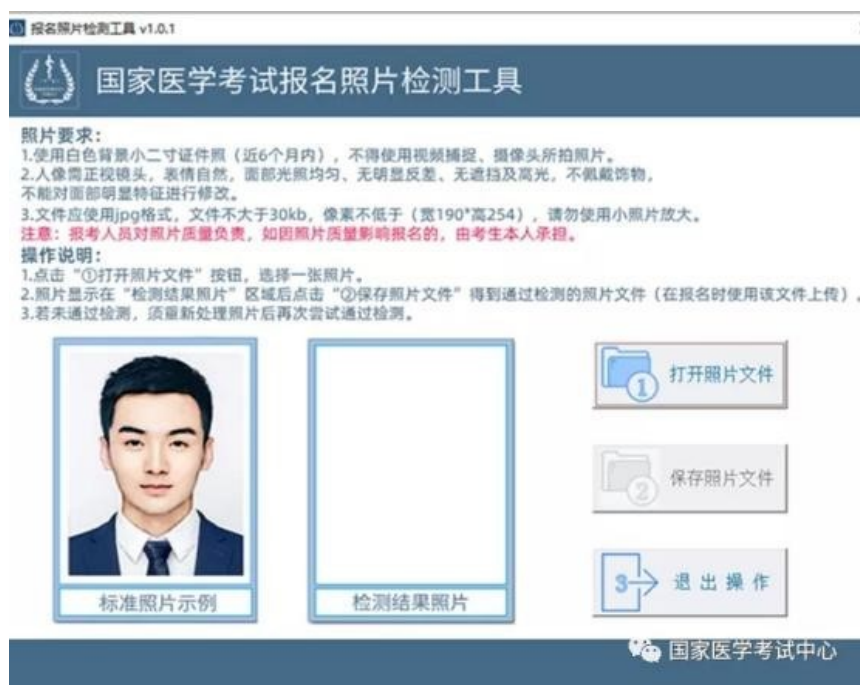 报名照片检测工具 v1.0.1
国家医学考试报名照片检测工具
照片要求：
1.使用白色背景小二寸证件照（近6个月内），不得使用视频捕捉、摄像头所拍照片。
2.人像需正视镜头，表情自然，面部光照均匀、无明显反差、无遮挡及高光，不佩戴饰物，
不能对面部明显特征进行修改。
3.文件应使用jpg格式，文件不大于30kb，像素不低于（宽190*高254），请勿使用小照片放大。
注意：报考人员对照片质量负责，如因照片质量影响报名的，由考生本人承担。
操作说明：
1.点击“①打开照片文件”按钮，选择一张照片。
2.照片显示在“检测结果照片”区域后点击“②保存照片文件”得到通过检测的照片文件（在报名时使用该文件上传）。
3.若未通过检测，须重新处理照片后再次尝试通过检测。
1 打开照片文件
2 保存照片文件
3 退出操作
标准照片示例
检测结果照片
国家医学考试中心